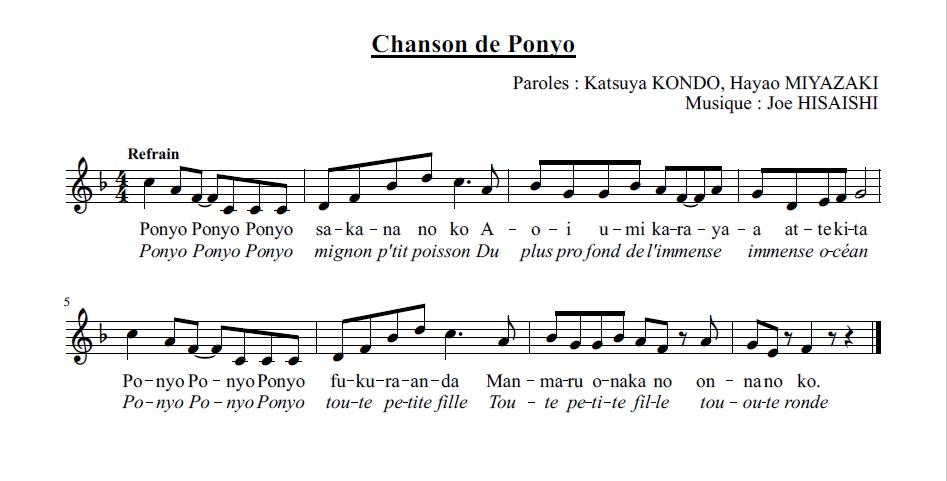 Chanson de Ponyo
Paroles : Katsuya KONDO, Hayao MIYAZAKI
Musique : Joe HISAISHI
Refrain
4
4
Ponyo Ponyo Ponyo sa-ka-na no ko A-o-i u-mi ka-ra-ya-a at-te ki-ta
Ponyo Ponyo Ponyo mignon p'tit poisson Du plus pro fond de l'immense immense o-céan
5
Po-nyo Po-nyo Ponyo fu-ku-ra-an-da Man-ma-ru o-naka no on-na no ko.
Po-nyo Po-nyo Ponyo tou-te pe-tite fille Tou-te pe-ti-te fil-le tou-ou-te ronde